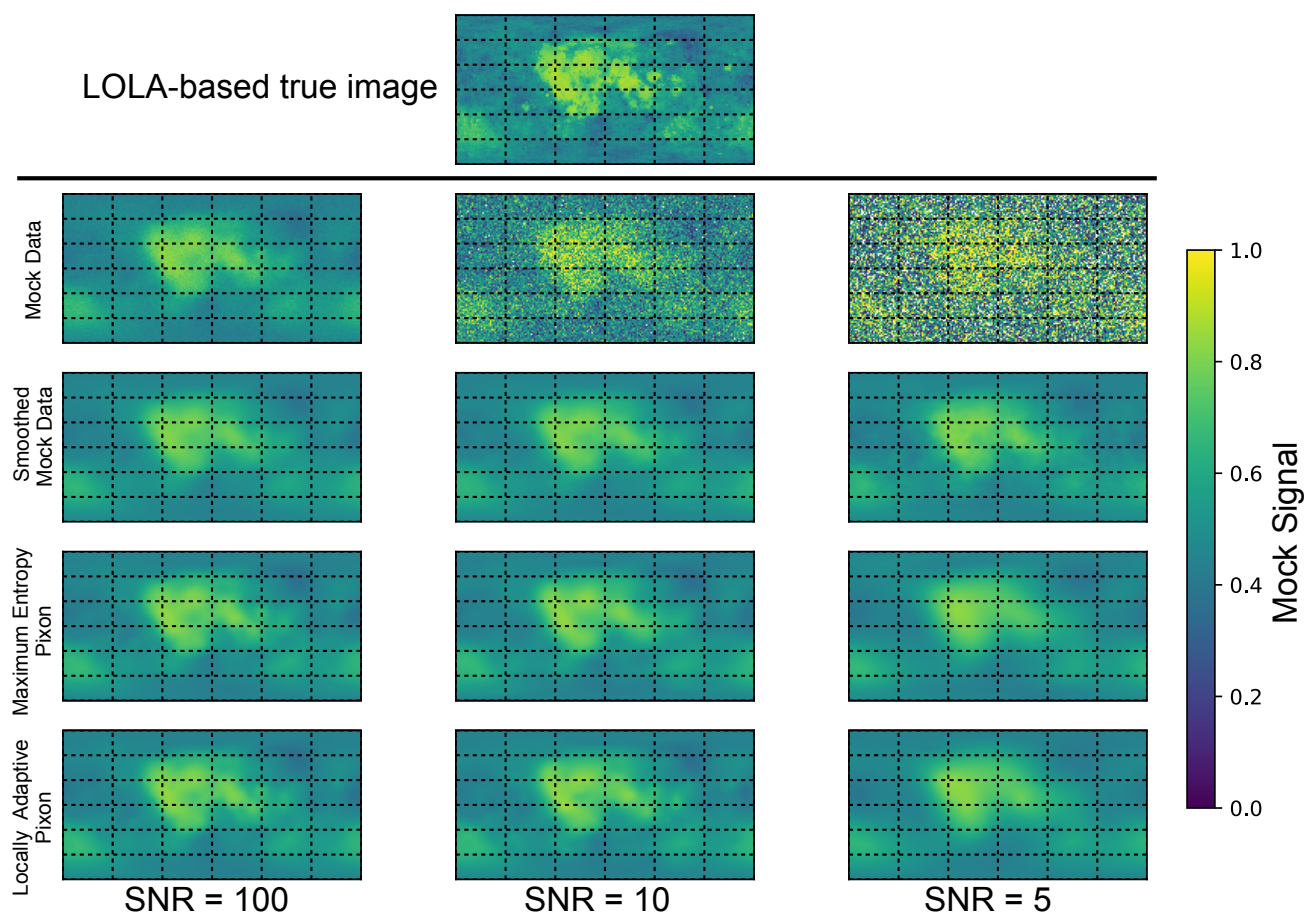 LOLA-based true image
Mock Data
Smoothed
Mock Data
Maximum Entropy
Pixon
Locally Adaptive
Pixon
SNR = 100
SNR = 10
SNR = 5
1.0
0.8
0.6
0.4
0.2
0.0
Mock Signal